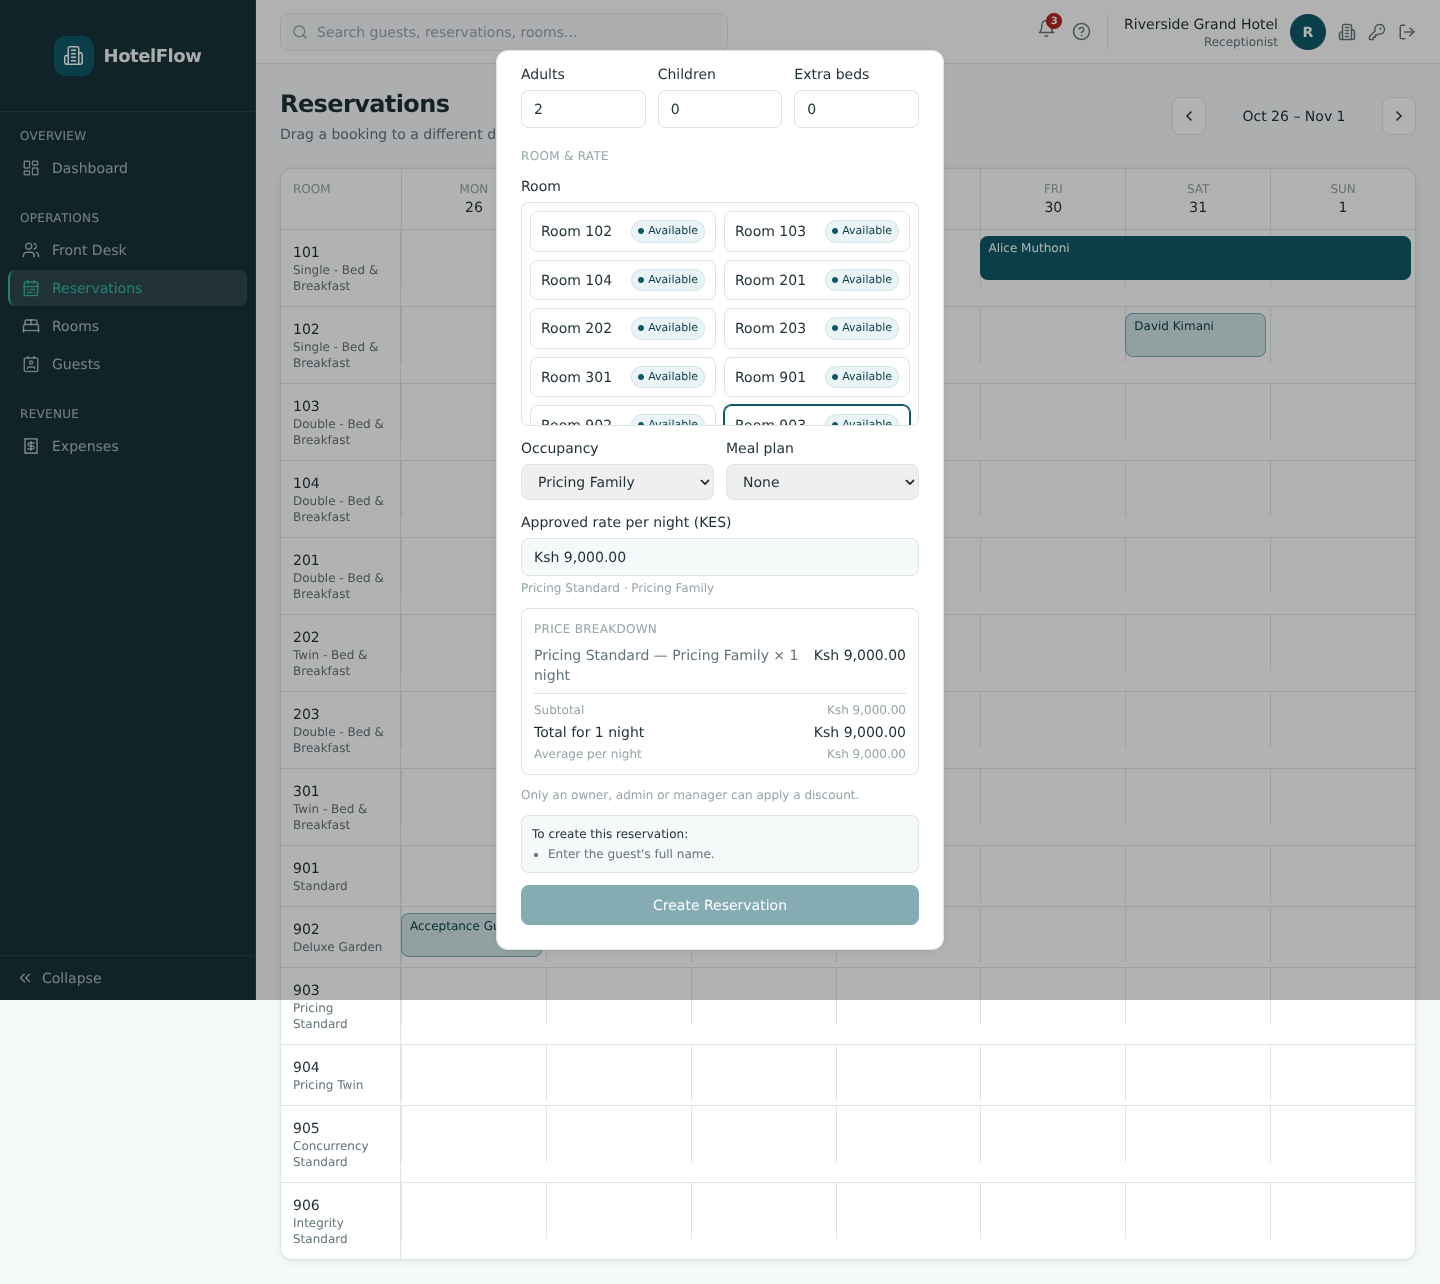 HotelFlow
Search guests, reservations, rooms...
3
Riverside Grand Hotel
Receptionist
R
OVERVIEW
Dashboard
OPERATIONS
Front Desk
Reservations
Rooms
Guests
REVENUE
Expenses
Collapse
Reservations
Drag a booking to a different d
Oct 26 – Nov 1
ROOM
MON
26
FRI
30
SAT
31
SUN
1
101
Single - Bed &
Breakfast
Alice Muthoni
102
Single - Bed &
Breakfast
David Kimani
103
Double - Bed &
Breakfast
104
Double - Bed &
Breakfast
201
Double - Bed &
Breakfast
202
Twin - Bed &
Breakfast
203
Double - Bed &
Breakfast
301
Twin - Bed &
Breakfast
901
Standard
902
Deluxe Garden
Acceptance Gu
903
Pricing
Standard
904
Pricing Twin
905
Concurrency
Standard
906
Integrity
Standard
Adults
Children
Extra beds
2
0
0
ROOM & RATE
Room
Room 102 Available
Room 103 Available
Room 104 Available
Room 201 Available
Room 202 Available
Room 203 Available
Room 301 Available
Room 901 Available
Room 902 Available
Room 903 Available
Occupancy
Meal plan
Pricing Family
None
Approved rate per night (KES)
Ksh 9,000.00
Pricing Standard · Pricing Family
PRICE BREAKDOWN
Pricing Standard — Pricing Family × 1
night
Ksh 9,000.00
Subtotal Ksh 9,000.00
Total for 1 night Ksh 9,000.00
Average per night Ksh 9,000.00
Only an owner, admin or manager can apply a discount.
To create this reservation:
• Enter the guest's full name.
Create Reservation